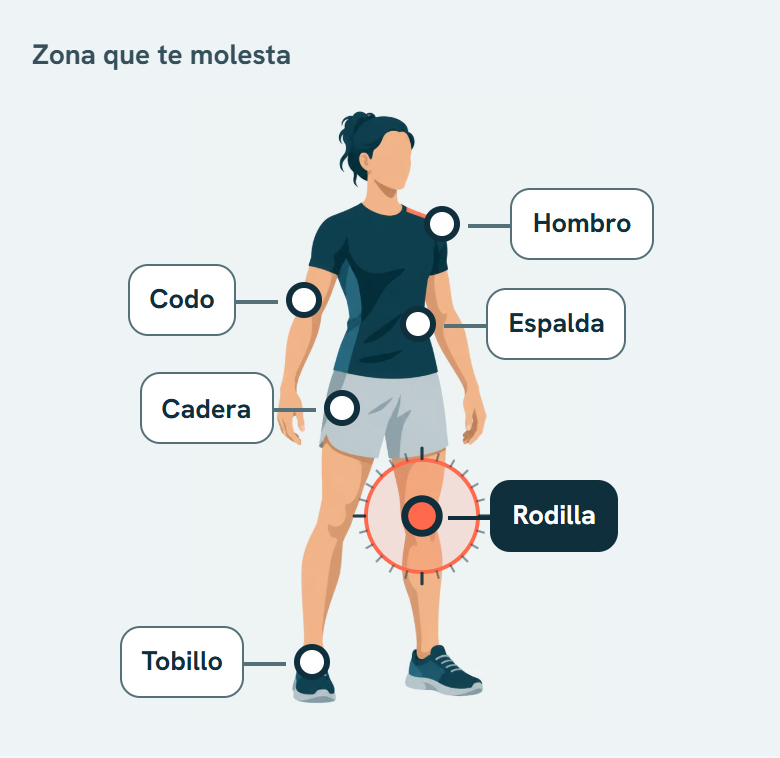 Zona que te molesta
Hombro
Codo
Espalda
Cadera
Rodilla
Tobillo